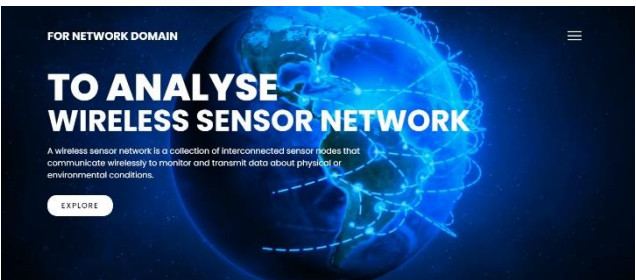 FOR NETWORK DOMAIN
TO ANALYSE
WIRELESS SENSOR NETWORK
A wireless sensor network is a collection of interconnected sensor nodes that
communicate wirelessly to monitor and transmit data about physical or
environmental conditions.
EXPLORE